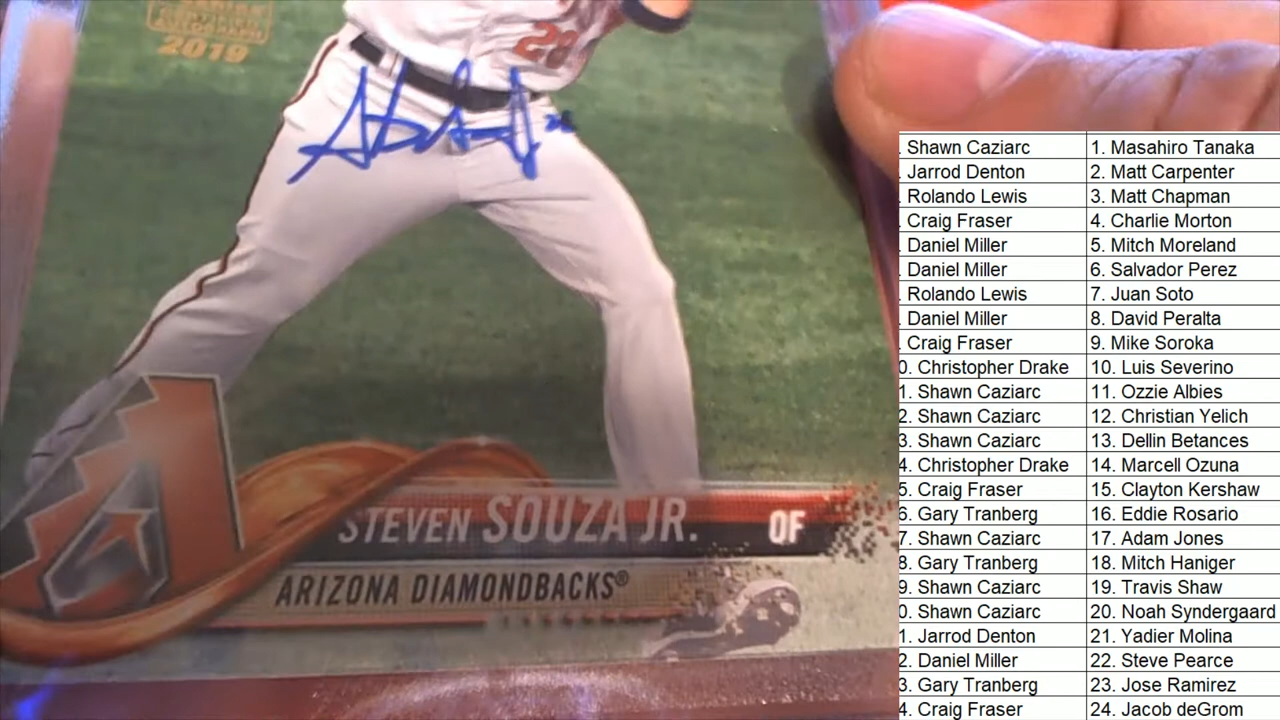 2019
28
STEVEN SOUZA JR. OF
ARIZONA DIAMONDBACKS®
. Shawn Caziarc 1. Masahiro Tanaka
. Jarrod Denton 2. Matt Carpenter
. Rolando Lewis 3. Matt Chapman
. Craig Fraser 4. Charlie Morton
. Daniel Miller 5. Mitch Moreland
. Daniel Miller 6. Salvador Perez
. Rolando Lewis 7. Juan Soto
. Daniel Miller 8. David Peralta
. Craig Fraser 9. Mike Soroka
0. Christopher Drake 10. Luis Severino
1. Shawn Caziarc 11. Ozzie Albies
2. Shawn Caziarc 12. Christian Yelich
3. Shawn Caziarc 13. Dellin Betances
4. Christopher Drake 14. Marcell Ozuna
5. Craig Fraser 15. Clayton Kershaw
6. Gary Tranberg 16. Eddie Rosario
7. Shawn Caziarc 17. Adam Jones
8. Gary Tranberg 18. Mitch Haniger
9. Shawn Caziarc 19. Travis Shaw
0. Shawn Caziarc 20. Noah Syndergaard
1. Jarrod Denton 21. Yadier Molina
2. Daniel Miller 22. Steve Pearce
3. Gary Tranberg 23. Jose Ramirez
4. Craig Fraser 24. Jacob deGrom